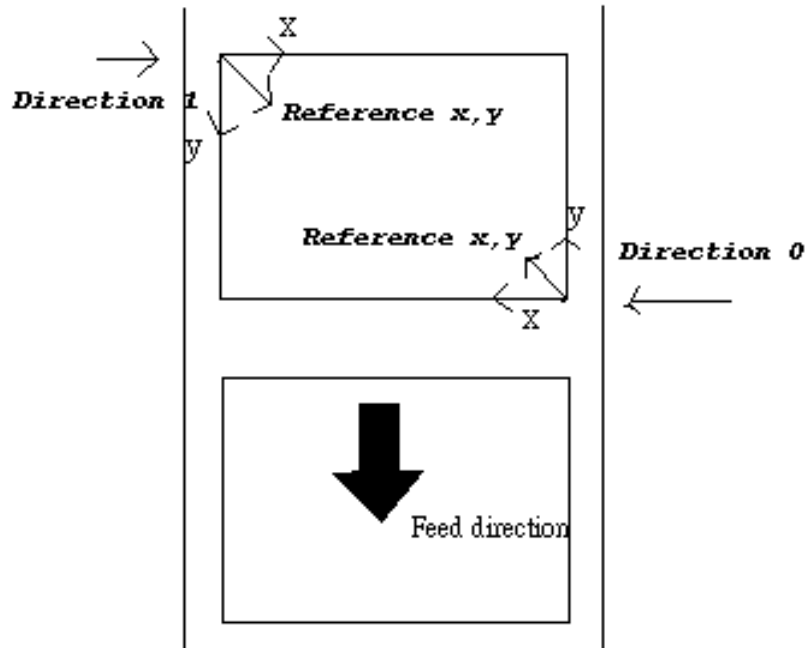 X
Direction 1
Reference x,y
y
y
Reference x,y
Direction 0
X
Feed direction